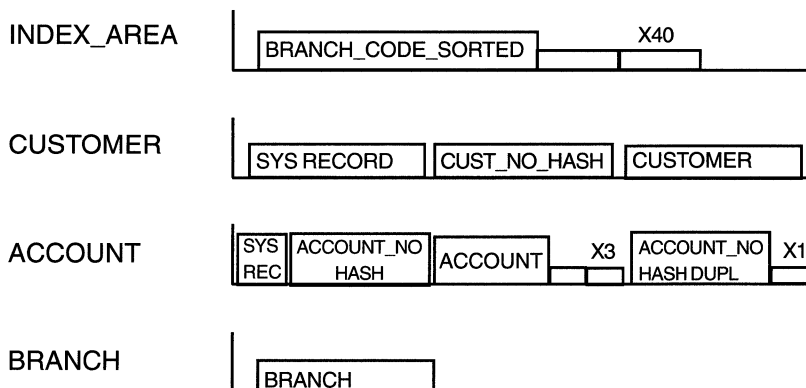 INDEX_AREA
BRANCH_CODE_SORTED
X40
CUSTOMER
SYS RECORD
CUST_NO_HASH
CUSTOMER
ACCOUNT
SYS
REC
ACCOUNT_NO
HASH
ACCOUNT
X3
ACCOUNT_NO
HASH DUPL
X1
BRANCH
BRANCH